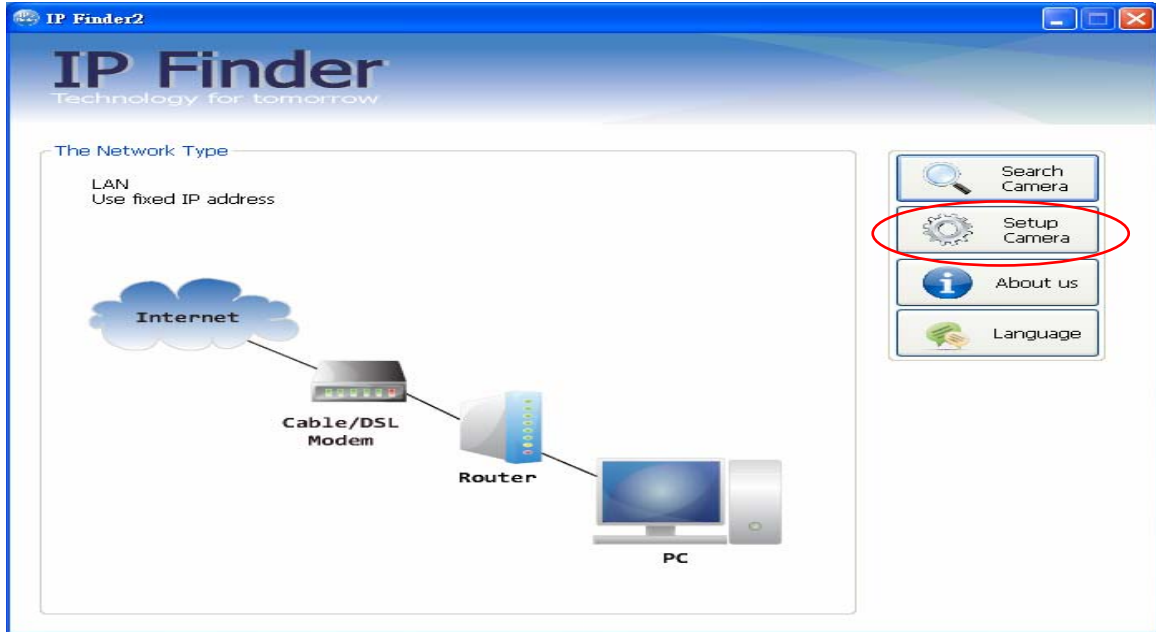 IP Finder2
IP Finder
Technology for tomorrow
The Network Type
LAN
Use fixed IP address
Internet
Cable/DSL
Modem
Router
PC
Search
Camera
Setup
Camera
About us
Language